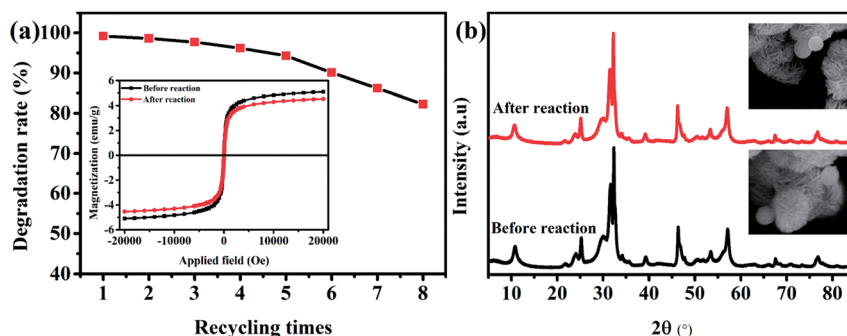 (a)
100
90
80
70
60
50
40
Degradation rate (%)
1 2 3 4 5 6 7 8
Recycling times
Before reaction
After reaction
6
4
2
0
-2
-4
-6
Magnetization (emu/g)
-20000 -10000 0 10000 20000
Applied field (Oe)
(b)
After reaction
Before reaction
Intensity (a.u)
10 20 30 40 50 60 70 80
2θ (°)